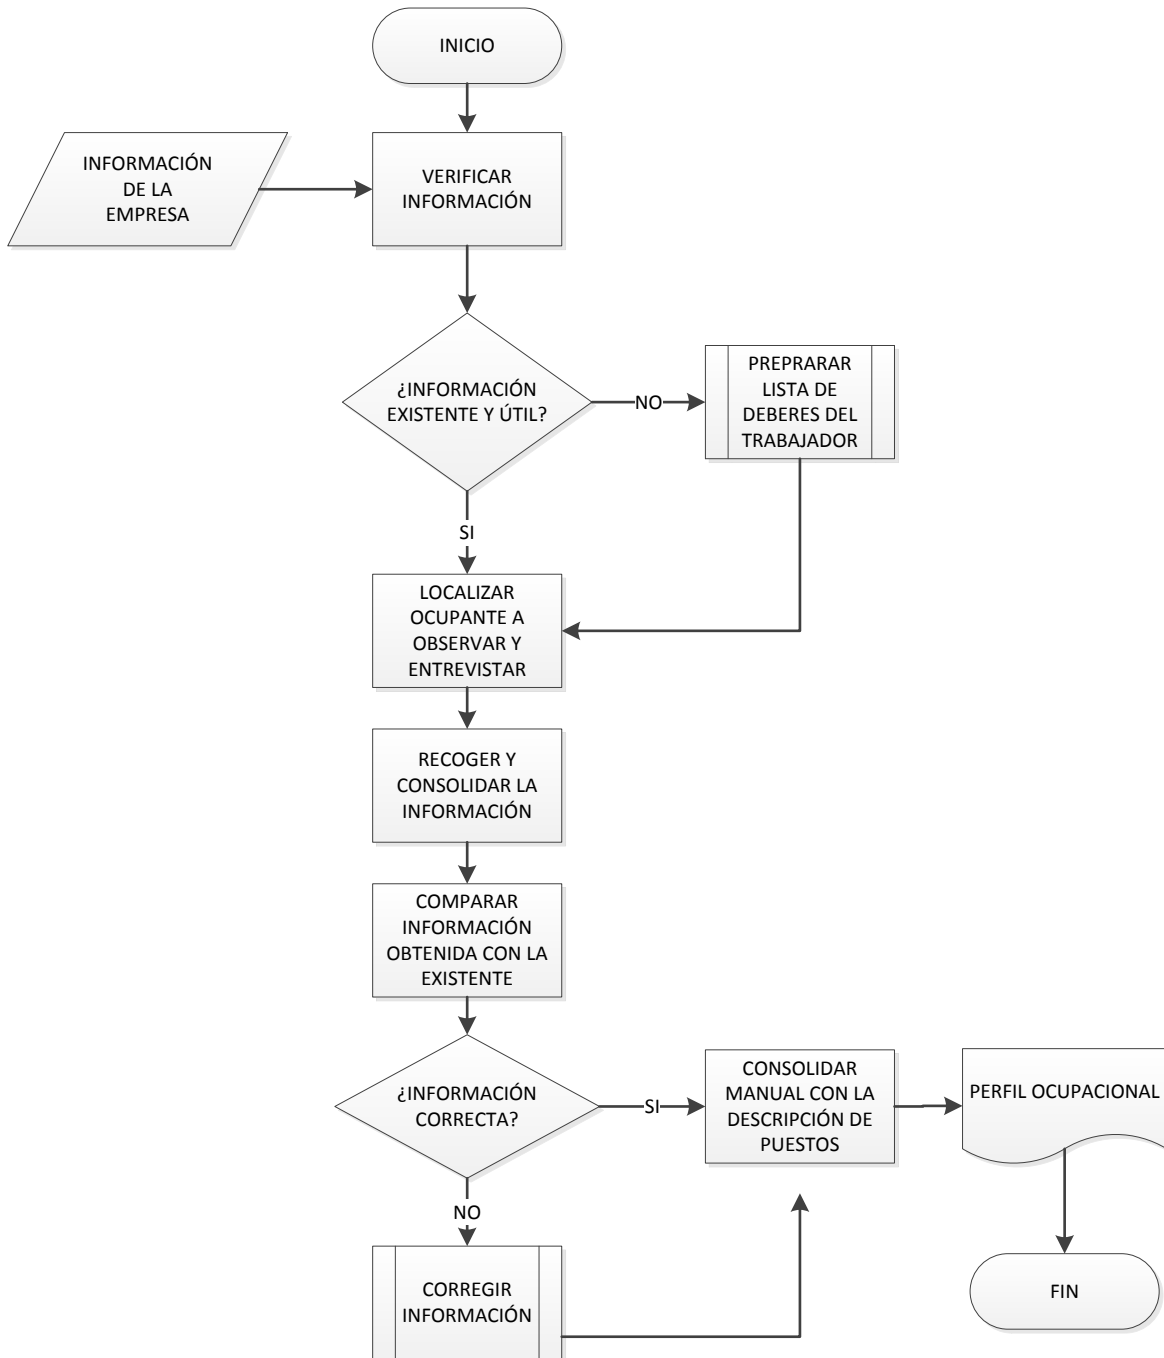 INICIO
INFORMACIÓN
DE LA
EMPRESA
VERIFICAR
INFORMACIÓN
¿INFORMACIÓN
EXISTENTE Y ÚTIL?
NO
PREPRARAR
LISTA DE
DEBERES DEL
TRABAJADOR
SI
LOCALIZAR
OCUPANTE A
OBSERVAR Y
ENTREVISTAR
RECOGER Y
CONSOLIDAR LA
INFORMACIÓN
COMPARAR
INFORMACIÓN
OBTENIDA CON LA
EXISTENTE
¿INFORMACIÓN
CORRECTA?
SI
CONSOLIDAR
MANUAL CON LA
DESCRIPCIÓN DE
PUESTOS
PERFIL OCUPACIONAL
NO
CORREGIR
INFORMACIÓN
FIN